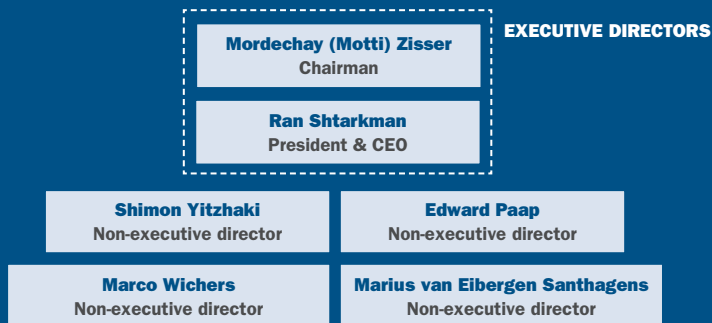 EXECUTIVE DIRECTORS
Mordechay (Motti) Zisser
Chairman
Ran Shtarkman
President & CEO
Shimon Yitzhaki
Non-executive director
Edward Paap
Non-executive director
Marco Wichers
Non-executive director
Marius van Eibergen Santhagens
Non-executive director